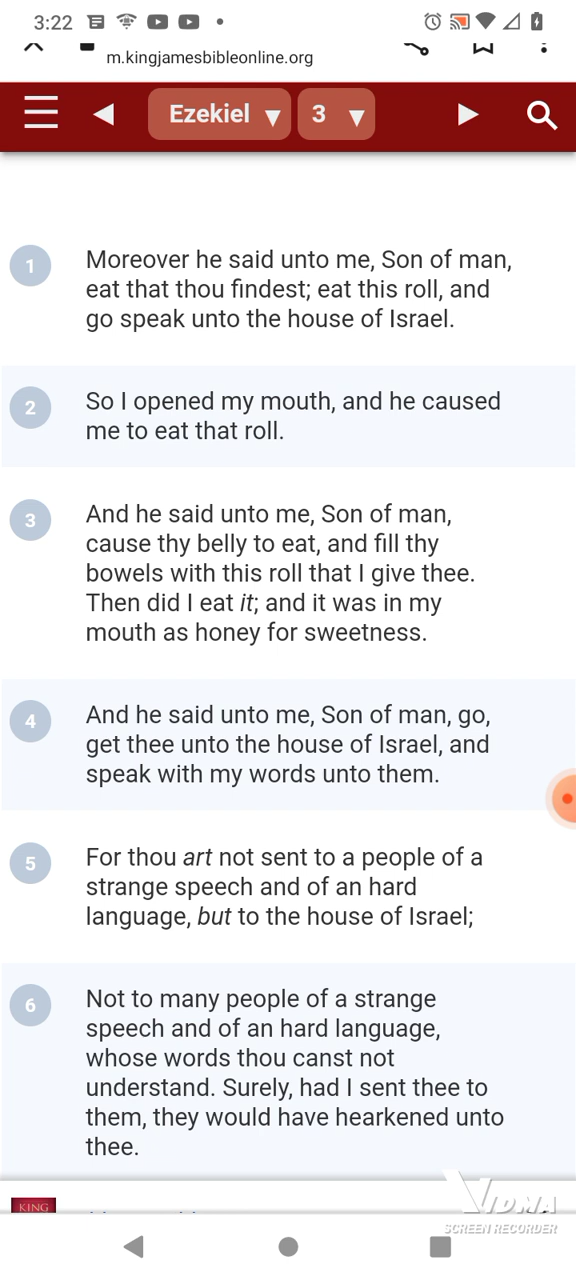 3:22
m.kingjamesbibleonline.org
Ezekiel 3
1
Moreover he said unto me, Son of man,
eat that thou findest; eat this roll, and
go speak unto the house of Israel.
2
So I opened my mouth, and he caused
me to eat that roll.
3
And he said unto me, Son of man,
cause thy belly to eat, and fill thy
bowels with this roll that I give thee.
Then did I eat it; and it was in my
mouth as honey for sweetness.
4
And he said unto me, Son of man, go,
get thee unto the house of Israel, and
speak with my words unto them.
5
For thou art not sent to a people of a
strange speech and of an hard
language, but to the house of Israel;
6
Not to many people of a strange
speech and of an hard language,
whose words thou canst not
understand. Surely, had I sent thee to
them, they would have hearkened unto
thee.
KING
VIDMA
SCREEN RECORDER